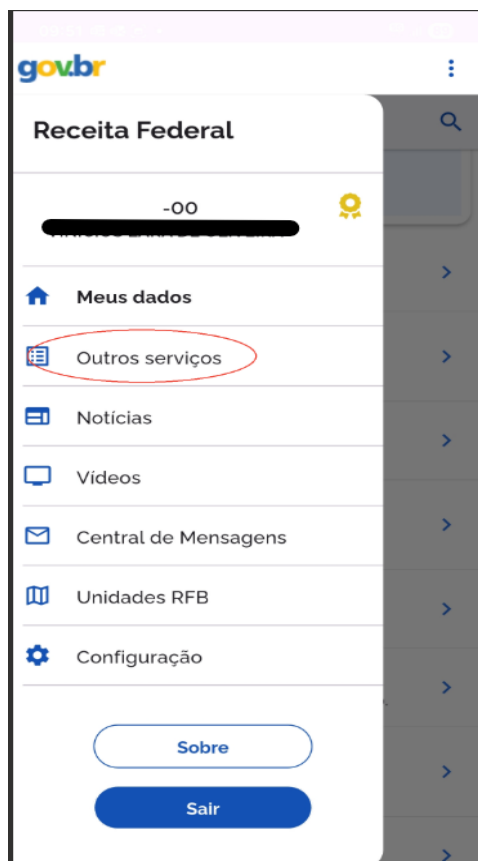 gov.br
Receita Federal
-00
Meus dados
Outros serviços
Notícias
Vídeos
Central de Mensagens
Unidades RFB
Configuração
Sobre
Sair